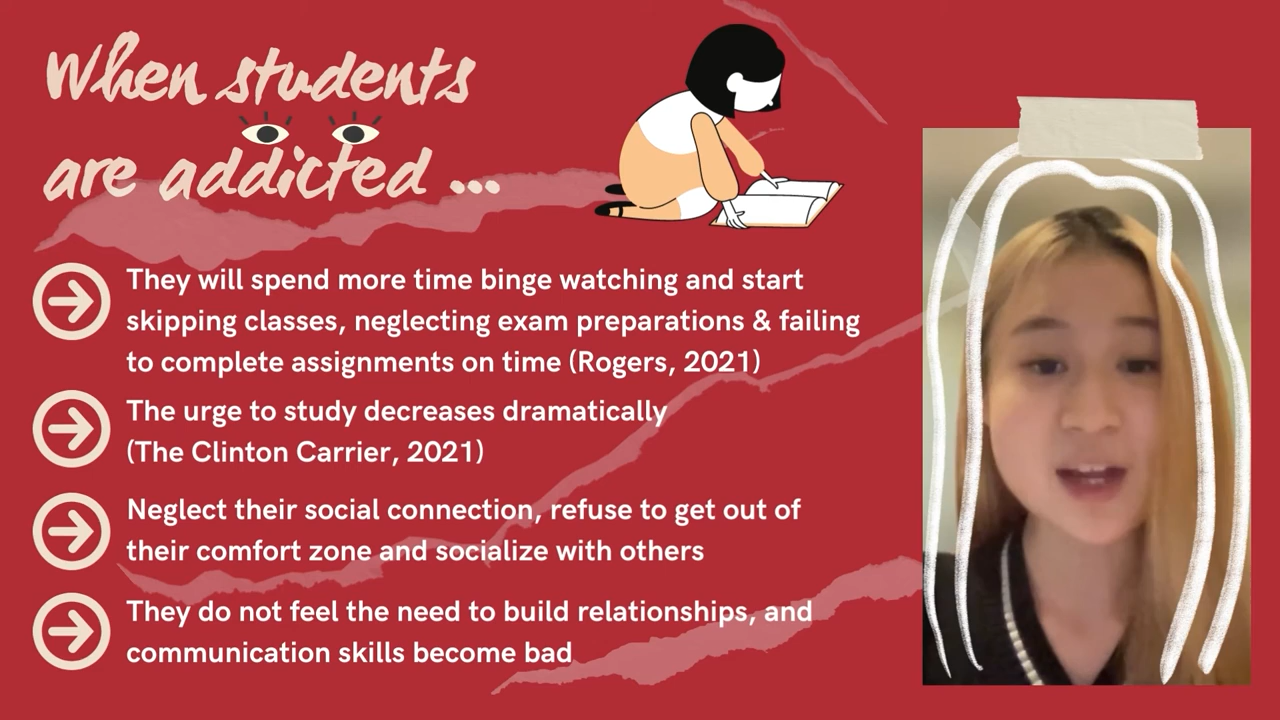 When students
are addicted ...
They will spend more time binge watching and start
skipping classes, neglecting exam preparations & failing
to complete assignments on time (Rogers, 2021)
The urge to study decreases dramatically
(The Clinton Carrier, 2021)
Neglect their social connection, refuse to get out of
their comfort zone and socialize with others
They do not feel the need to build relationships, and
communication skills become bad